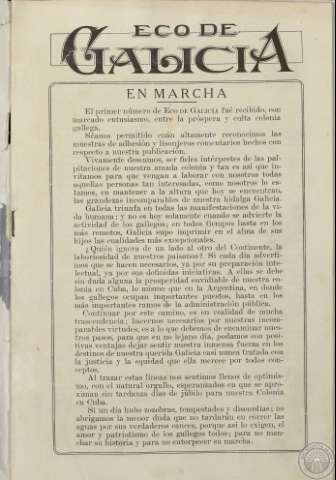 ECO DE
GALICIA
EN MARCHA
El primer número de ECO DE GALICIA fué recibido, con
marcado entusiasmo, entre la próspera y culta colonia
gallega.
Séanos permitido cuán altamente reconocimos las
muestras de adhesión y lisonjeros comentarios hechos con
respecto a nuestra publicación.
Vivamente deseamos, ser fieles intérpretes de las pal-
pitaciones de nuestra amada colonia y tan es así que in-
vitamos para que vengan a laborar con nosotros todas
aquellas personas tan interesadas, como nosotros lo es-
tamos, en mantener a la altura que hoy se encuentran,
las grandezas incomparables de nuestra hidalga Galicia.
Galicia triunfa en todas las manifestaciones de la vi-
da humana; y no es hoy solamente cuando se advierte la
actividad de los gallegos; en todos tiempos hasta en los
más remotos, Galicia supo imprimir en el alma de sus
hijos las cualidades más excepcionales.
¿Quién ignora de un lado al otro del Continente, la
laboriosidad de nuestros paisanos? Si cada día adverti-
mos que se hacen necesarios, ya por su preparación inte-
lectual, ya por sus definidas iniciativas. A ellas se debe
sin duda alguna la prosperidad envidiable de nuestra co-
lonia en Cuba, lo mismo que en la Argentina, en donde
los gallegos ocupan importantes puestos, hasta en los
más importantes ramos de la administración pública.
Continuar por este camino, es en realidad de mucha
trascendencia; hacernos necesarios por nuestras incom-
parables virtudes, es a lo que debemos de encaminar nues-
tros pasos, para que en no lejano día, podamos con posi-
tivas ventajas dejar sentir nuestra inmensa fuerza en los
destinos de nuestra querida Galicia casi nunca tratada con
la justicia y la equidad que ella merece por todos con-
ceptos.
Al trazar estas líneas nos sentimos llenos de optimis-
mo, con el natural orgullo, esperanzados en que se apro-
ximan sin tardanza días de júbilo para nuestra Colonia
en Cuba.
Si un día hubo sombras, tempestades y discordias; no
abrigamos la menor duda que no tardarán en correr las
aguas por sus verdaderos cauces, porque así lo exigen, el
amor y patriotismo de los gallegos todos; para no man-
char su historia y para no entorpecer su marcha.